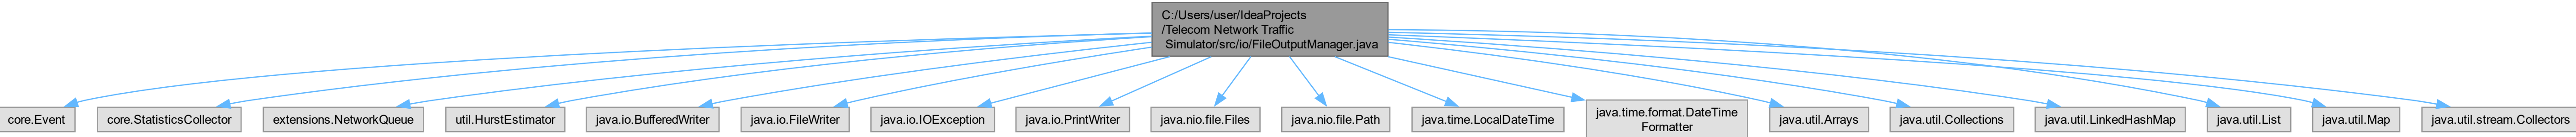 C:/Users/user/IdeaProjects
/Telecom Network Traffic
Simulator/src/io/FileOutputManager.java
core.Event
core.StatisticsCollector
extensions.NetworkQueue
util.HurstEstimator
java.io.BufferedWriter
java.io.FileWriter
java.io.IOException
java.io.PrintWriter
java.nio.file.Files
java.nio.file.Path
java.time.LocalDateTime
java.time.format.DateTime
Formatter
java.util.Arrays
java.util.Collections
java.util.LinkedHashMap
java.util.List
java.util.Map
java.util.stream.Collectors